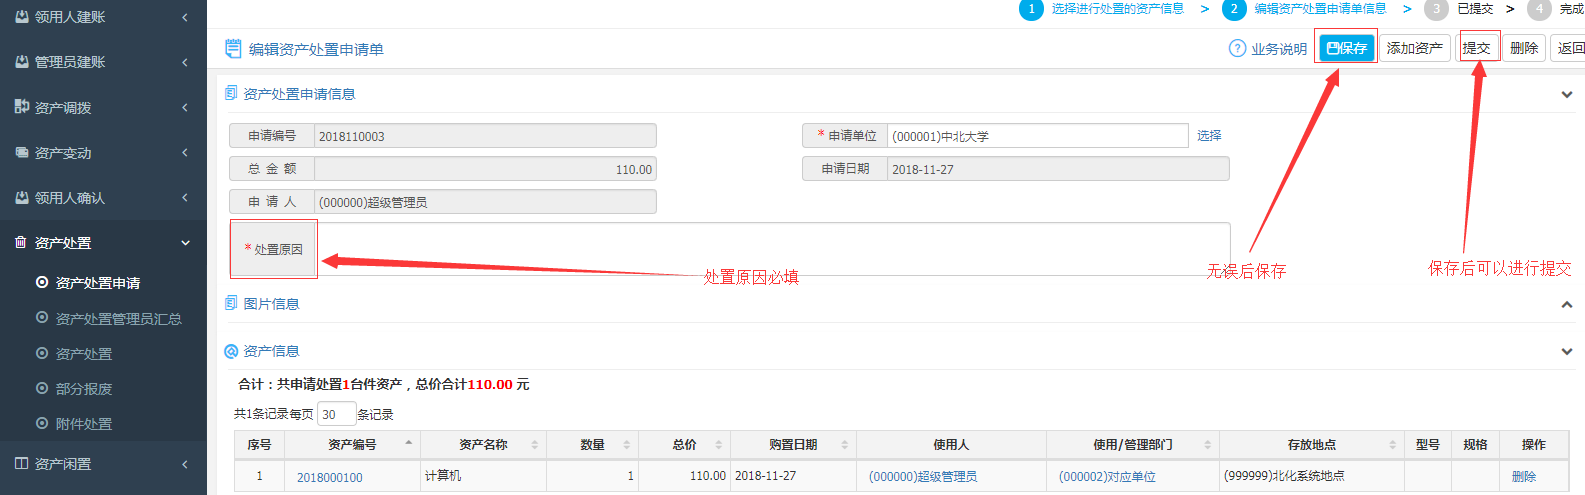 领用人建账
管理员建账
资产调拨
资产变动
领用人确认
资产处置
资产处置申请
资产处置管理员汇总
资产处置
部分报废
附件处置
资产闲置
1 选择进行处置的资产信息 > 2 编辑资产处置申请单信息 > 3 已提交 > 4 完成
编辑资产处置申请单
业务说明 保存 添加资产 提交 删除 返回
资产处置申请信息
申请编号 2018110003 * 申请单位 (000001)中北大学 选择
总 金 额 110.00 申请日期 2018-11-27
申 请 人 (000000)超级管理员
* 处置原因
处置原因必填
无误后保存
保存后可以进行提交
图片信息
资产信息
合计：共申请处置1台件资产，总价合计110.00 元
共1条记录每页 30 条记录
序号 资产编号 资产名称 数量 总价 购置日期 使用人 使用/管理部门 存放地点 型号 规格 操作
1 2018000100 计算机 1 110.00 2018-11-27 (000000)超级管理员 (000002)对应单位 (999999)北化系统地点 删除